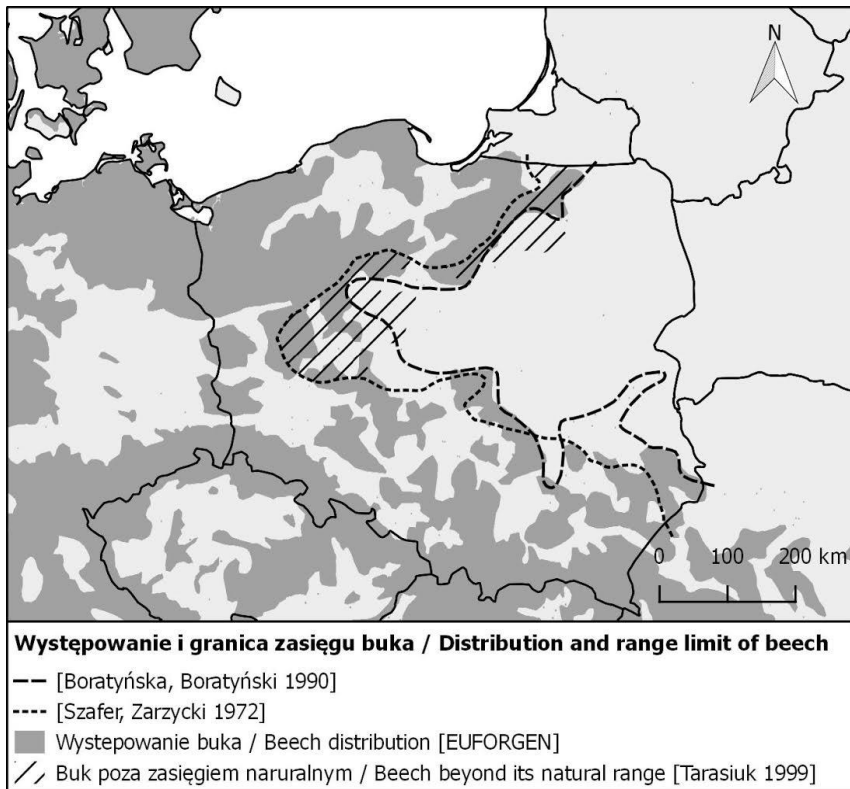 N
0 100 200 km
Występowanie i granica zasięgu buka / Distribution and range limit of beech
[Boratyńska, Boratyński 1990]
[Szafer, Zarzycki 1972]
Wystepowanie buka / Beech distribution [EUFORGEN]
Buk poza zasięgiem naruralnym / Beech beyond its natural range [Tarasiuk 1999]